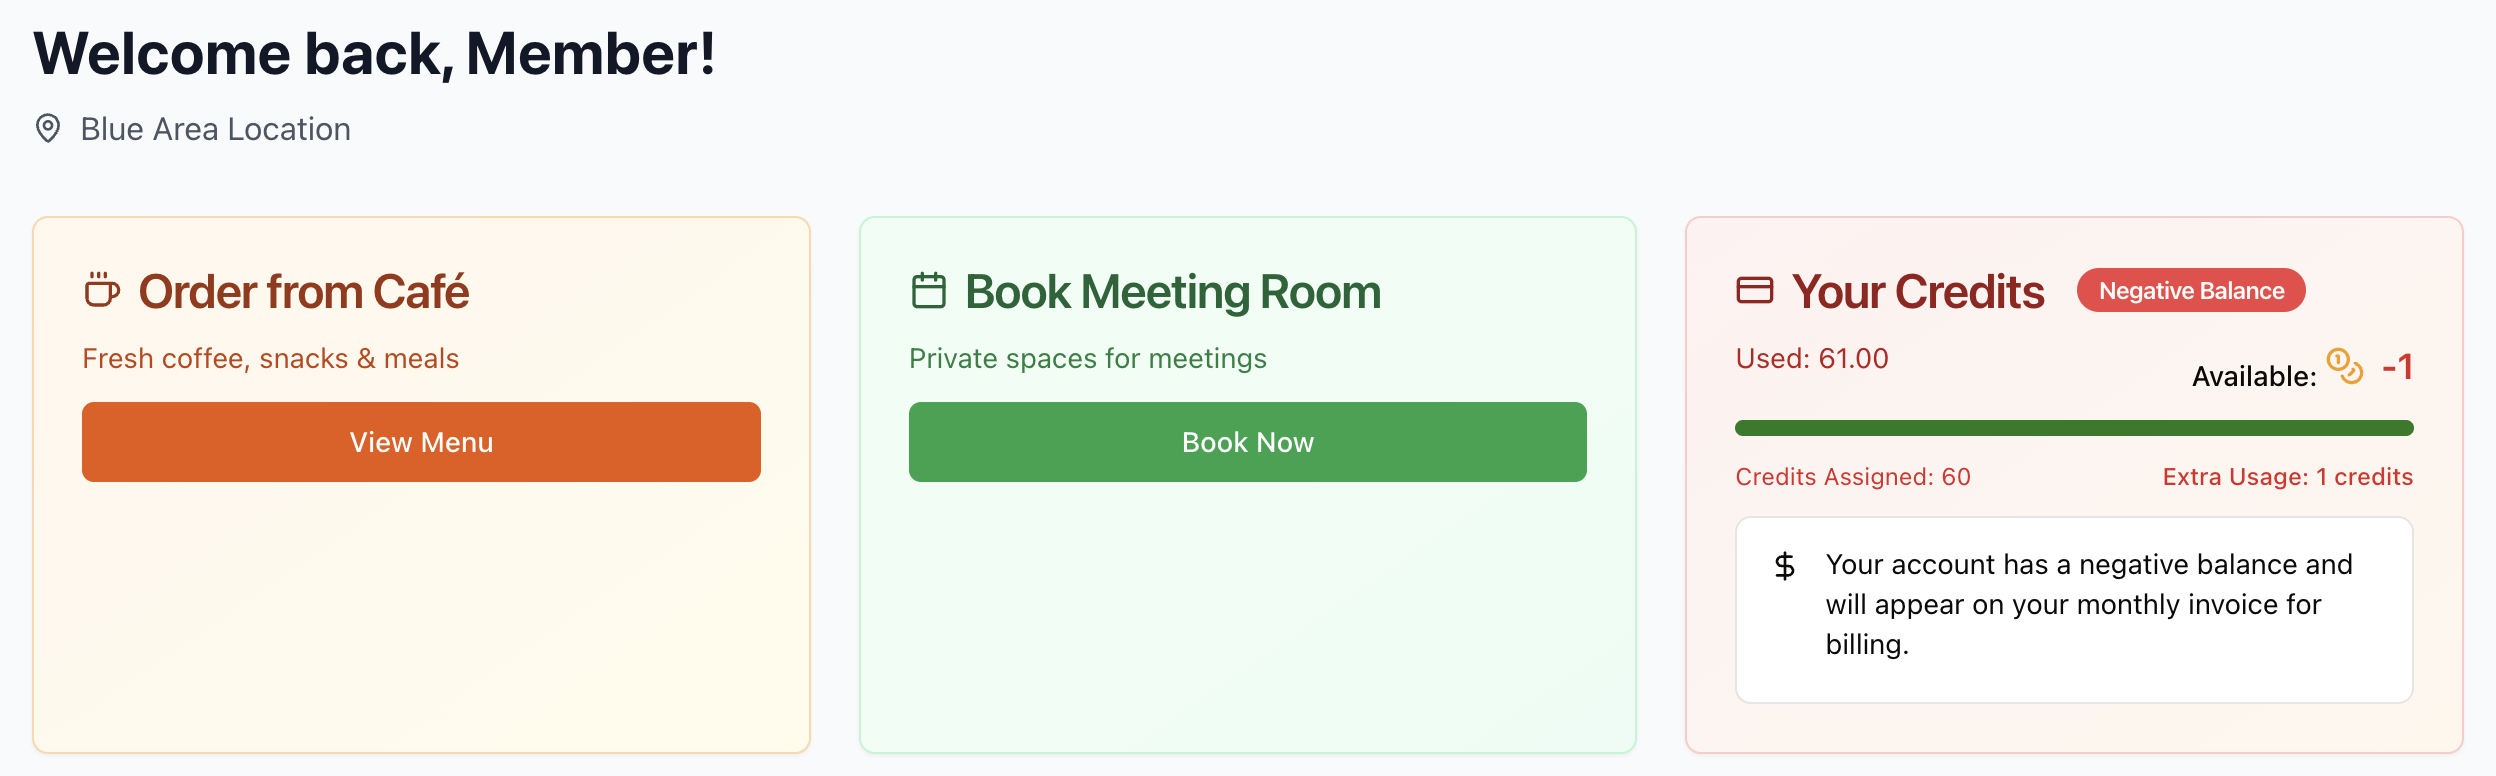 Welcome back, Member!
Blue Area Location
Order from Café
Fresh coffee, snacks & meals
View Menu
Book Meeting Room
Private spaces for meetings
Book Now
Your Credits
Negative Balance
Used: 61.00
Available: -1
Credits Assigned: 60
Extra Usage: 1 credits
$
Your account has a negative balance and
will appear on your monthly invoice for
billing.